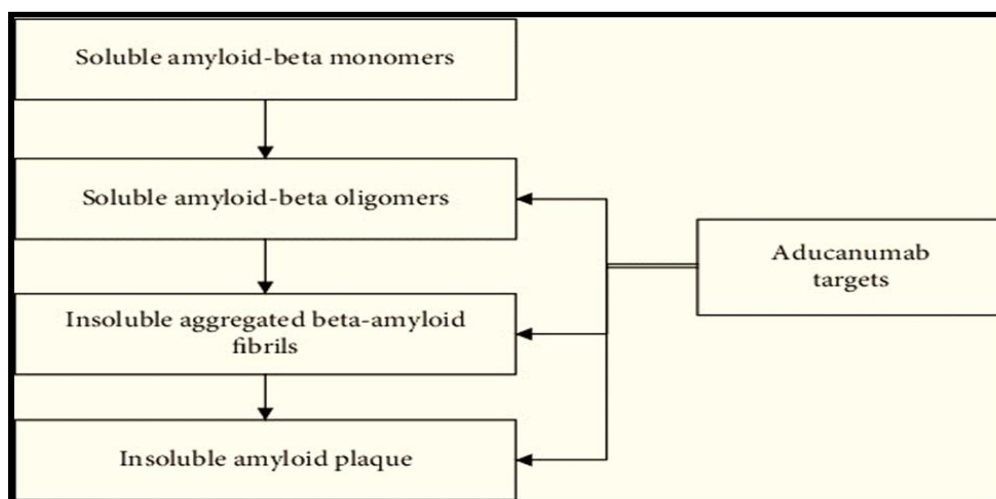 Soluble amyloid-beta monomers
Soluble amyloid-beta oligomers
Insoluble aggregated beta-amyloid
fibrils
Insoluble amyloid plaque
Aducanumab
targets